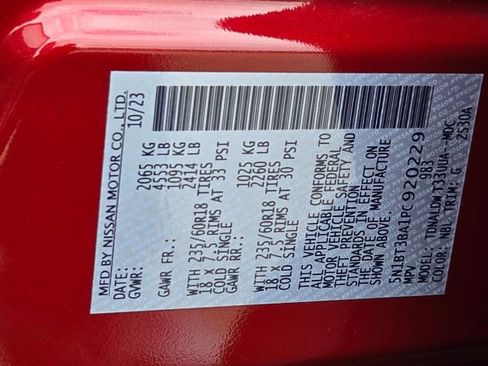 MFD BY NISSAN MOTOR CO., LTD.
DATE: 10/23
GVWR: 2065 KG
4553 LB
GAWR FR.: 1095 KG
2414 LB
WITH 235/60R18 TIRES
18 X 7.5 RIMS AT 33 PSI
COLD SINGLE
GAWR RR.: 1025 KG
2260 LB
WITH 235/60R18 TIRES
18 X 7.5 RIMS AT 30 PSI
COLD SINGLE
THIS VEHICLE CONFORMS TO
ALL APPLICABLE FEDERAL
MOTOR VEHICLE SAFETY AND
THEFT PREVENTION
STANDARDS IN EFFECT ON
THE DATE OF MANUFACTURE
SHOWN ABOVE.
5N1BT3BA1PC920229
MPV 983
TDNALDWT33QUA-MDC
COLOR: NBL TRIM: G 2S30A